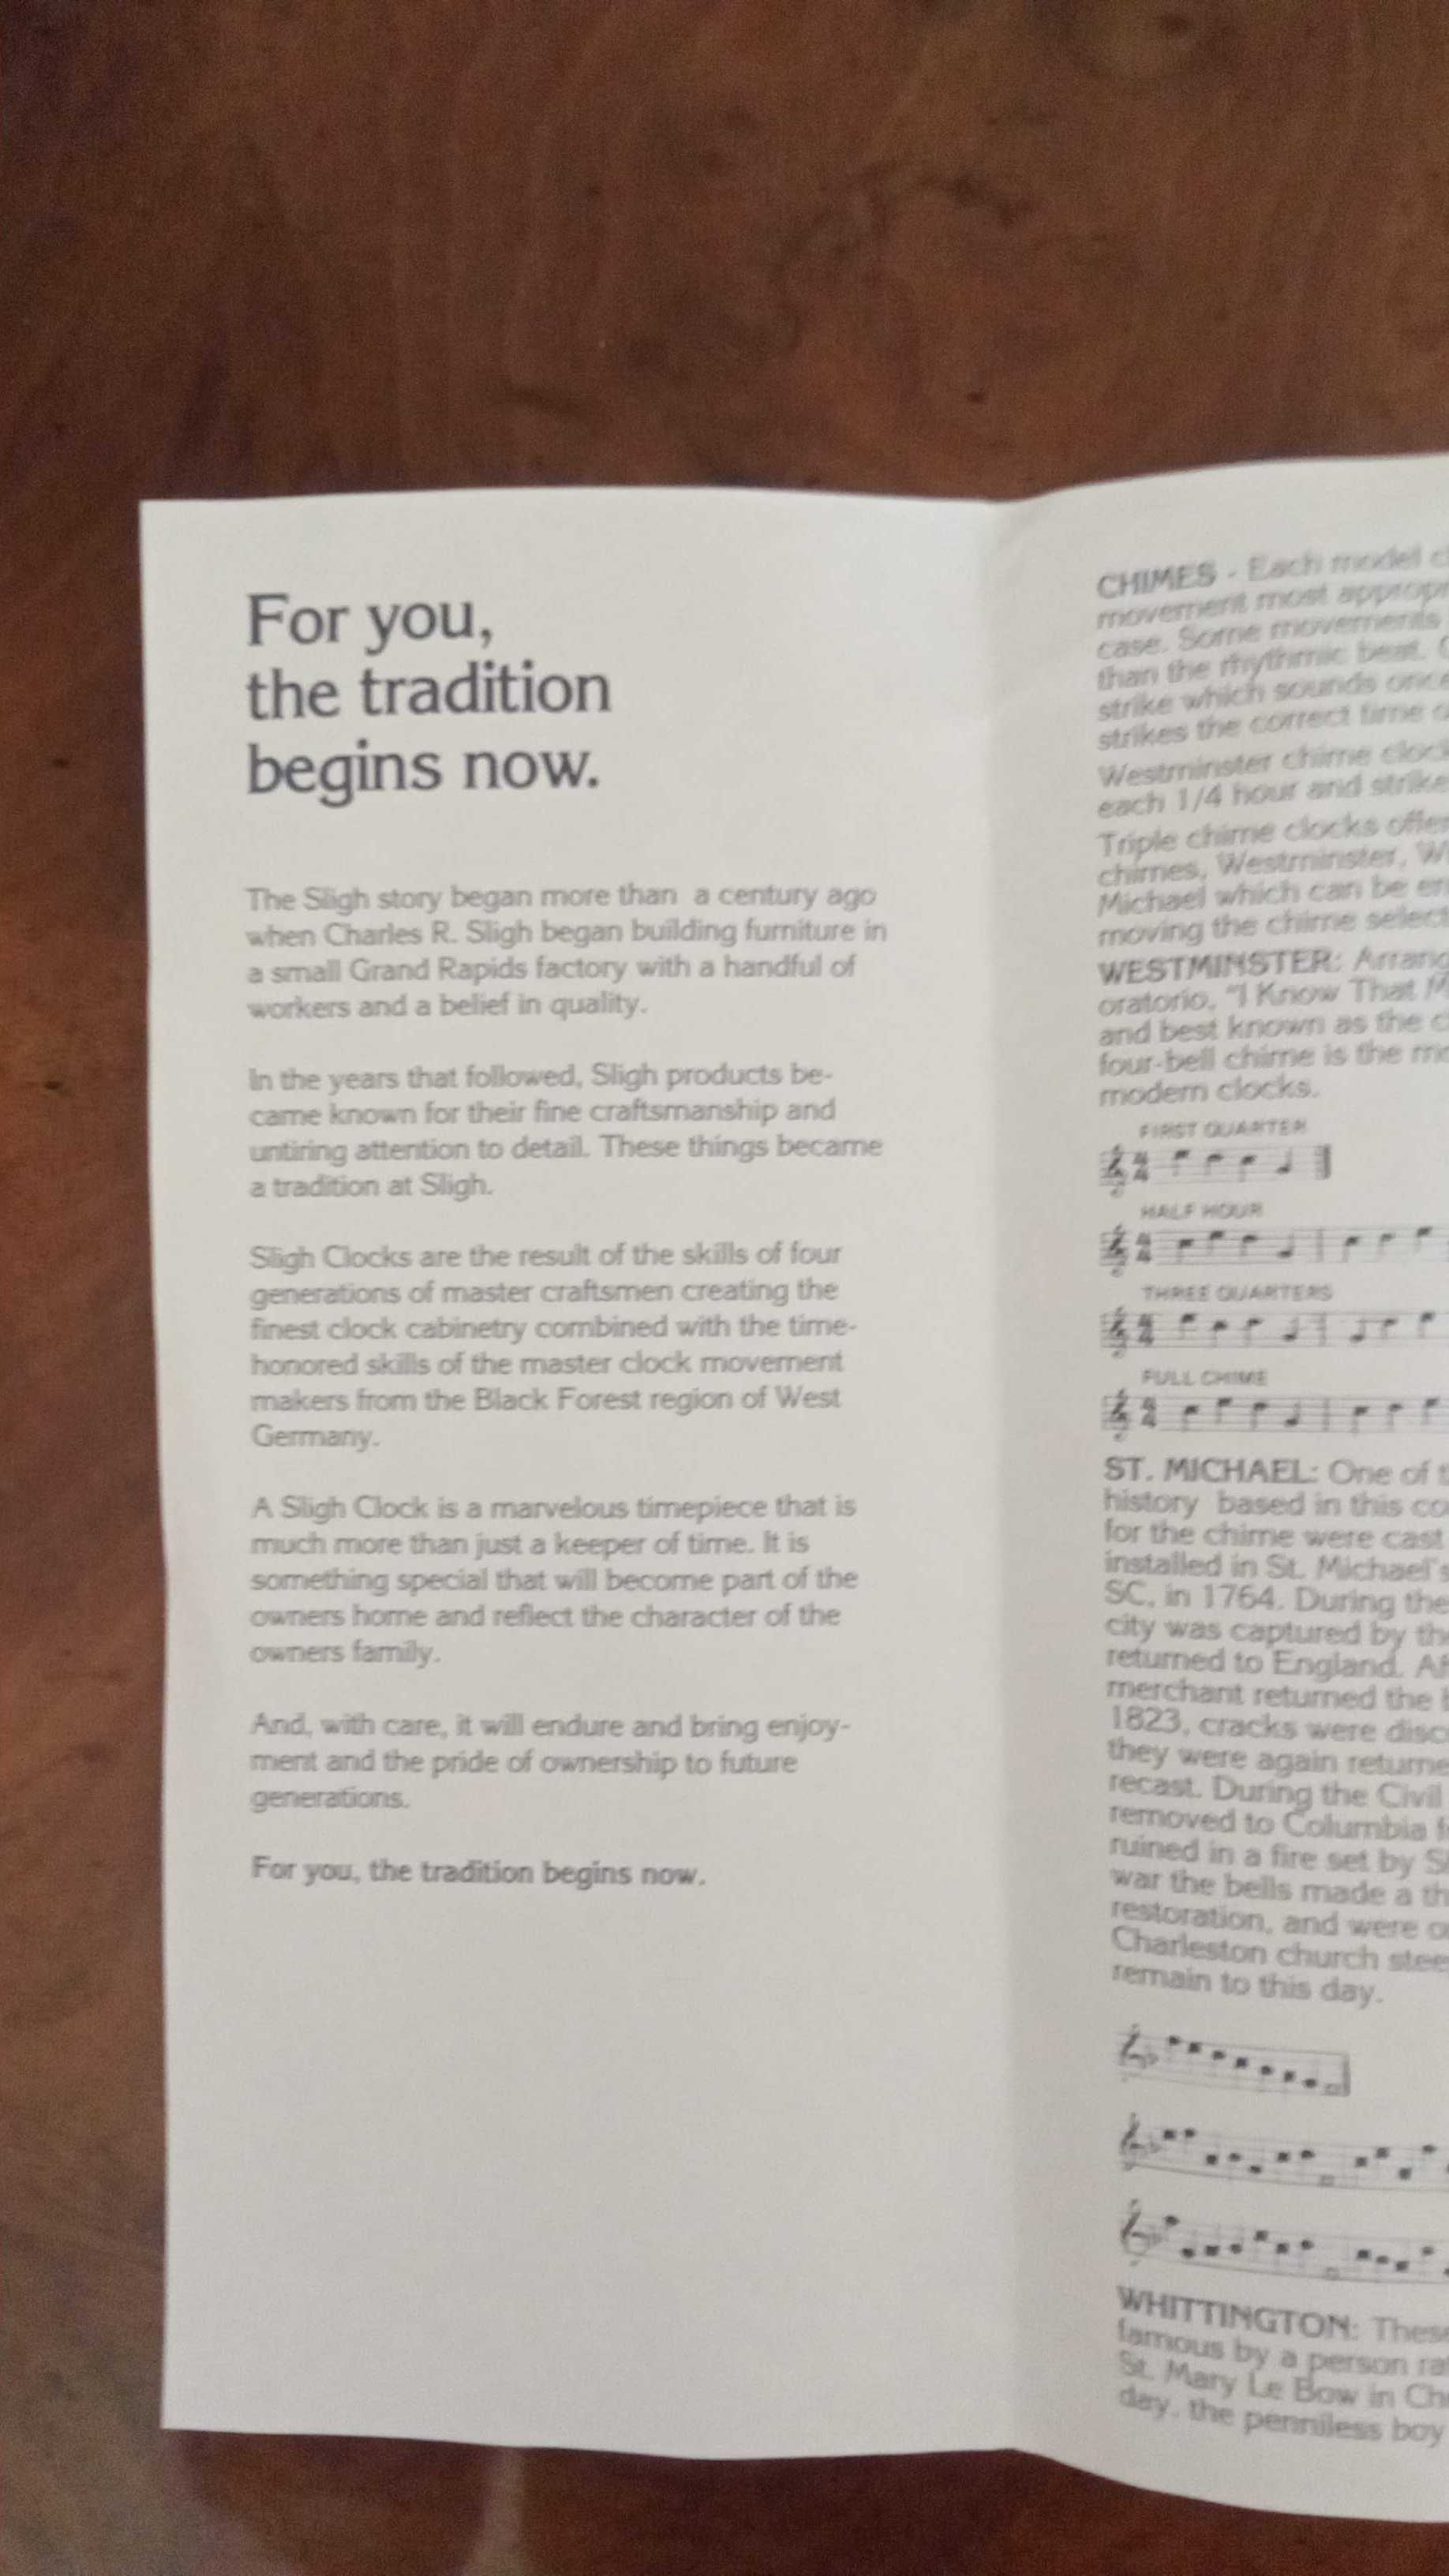 For you,
the tradition
begins now.
The Sligh story began more than a century ago
when Charles R. Sligh began building furniture in
a small Grand Rapids factory with a handful of
workers and a belief in quality.
In the years that followed, Sligh products be-
came known for their fine craftsmanship and
untiring attention to detail. These things became
a tradition at Sligh.
Sligh Clocks are the result of the skills of four
generations of master craftsmen creating the
finest clock cabinetry combined with the time-
honored skills of the master clock movement
makers from the Black Forest region of West
Germany.
A Sligh Clock is a marvelous timepiece that is
much more than just a keeper of time. It is
something special that will become part of the
owners home and reflect the character of the
owners family.
And, with care, it will endure and bring enjoy-
ment and the pride of ownership to future
generations.
For you, the tradition begins now.
CHIMES - Each model
movement most
case. Some movements
than the rhythmic beat.
strike which sounds
strikes the correct time
Westminster chime
each 1/4 hour and
Triple chime clocks
chimes, Westminster,
Michael which can be
moving the chime
WESTMINSTER:
oratorio, "I Know That
and best known as the
four-bell chime is the
modern clocks.
FIRST QUARTER
HALF HOUR
THREE QUARTERS
FULL CHIME
ST. MICHAEL: One of
history based in this
for the chime were cast
installed in St. Michael's
SC, in 1764. During the
city was captured by
returned to England.
merchant returned the
1823, cracks were
they were again
recast. During the Civil
removed to Columbia
ruined in a fire set by
war the bells made a
restoration, and were
Charleston church
remain to this day.
WHITTINGTON: These
famous by a person
St. Mary Le Bow in
day, the penniless boy